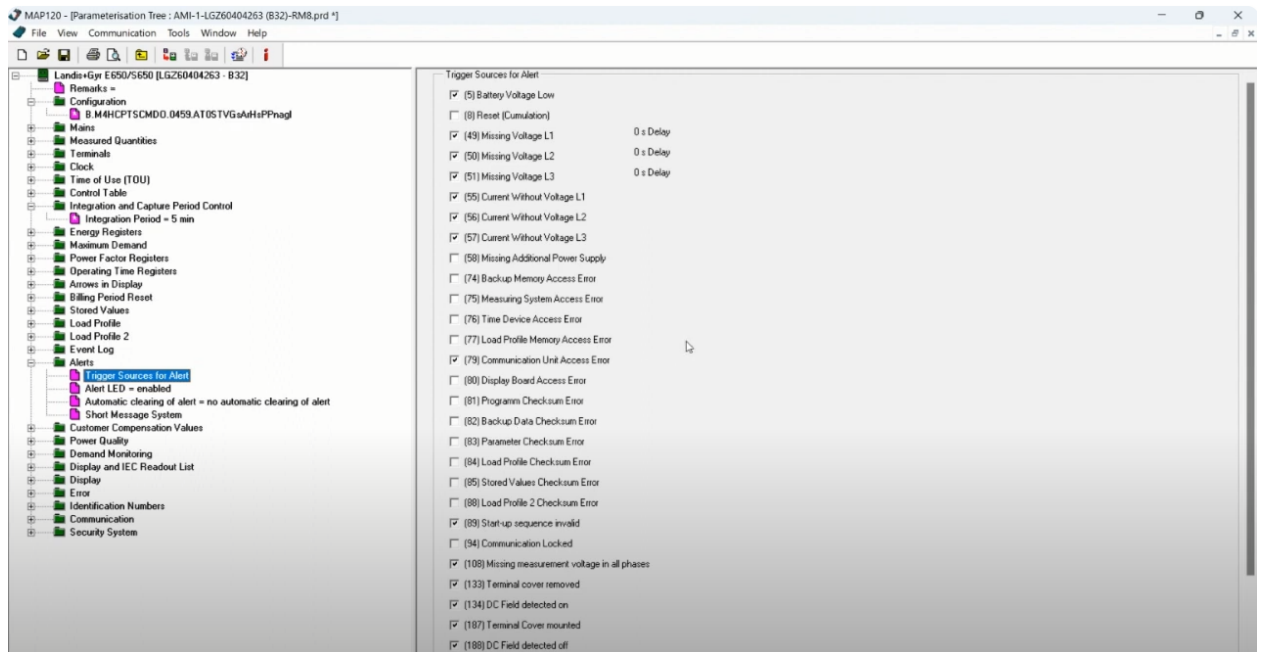 MAP120 - [Parameterisation Tree : AMI-1-LGZ60404263 (B32)-RM8.prd *]
File View Communication Tools Window Help
Landis+Gyr E650/S650 [LGZ60404263 - B32]
Remarks =
Configuration
B.M4HCPTSCMDO.0459.AT0STVGsArHsPPnagl
Mains
Measured Quantities
Terminals
Clock
Time of Use (TOU)
Control Table
Integration and Capture Period Control
Integration Period = 5 min
Energy Registers
Maximum Demand
Power Factor Registers
Operating Time Registers
Arrows in Display
Billing Period Reset
Stored Values
Load Profile
Load Profile 2
Event Log
Alerts
Trigger Sources for Alert
Alert LED = enabled
Automatic clearing of alert = no automatic clearing of alert
Short Message System
Customer Compensation Values
Power Quality
Demand Monitoring
Display and IEC Readout List
Display
Error
Identification Numbers
Communication
Security System
Trigger Sources for Alert
(5) Battery Voltage Low
(8) Reset (Cumulation)
(49) Missing Voltage L1 0 s Delay
(50) Missing Voltage L2 0 s Delay
(51) Missing Voltage L3 0 s Delay
(55) Current Without Voltage L1
(56) Current Without Voltage L2
(57) Current Without Voltage L3
(58) Missing Additional Power Supply
(74) Backup Memory Access Error
(75) Measuring System Access Error
(76) Time Device Access Error
(77) Load Profile Memory Access Error
(79) Communication Unit Access Error
(80) Display Board Access Error
(81) Programm Checksum Error
(82) Backup Data Checksum Error
(83) Parameter Checksum Error
(84) Load Profile Checksum Error
(85) Stored Values Checksum Error
(88) Load Profile 2 Checksum Error
(89) Start-up sequence invalid
(94) Communication Locked
(108) Missing measurement voltage in all phases
(133) Terminal cover removed
(134) DC Field detected on
(187) Terminal Cover mounted
(188) DC Field detected off